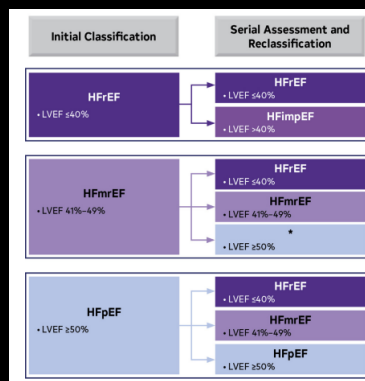 Initial Classification
Serial Assessment and
Reclassification
HFrEF
• LVEF ≤40%
HFrEF
• LVEF ≤40%
HFimpEF
• LVEF >40%
HFmrEF
• LVEF 41%–49%
HFrEF
• LVEF ≤40%
HFmrEF
• LVEF 41%–49%
*
• LVEF ≥50%
HFpEF
• LVEF ≥50%
HFrEF
• LVEF ≤40%
HFmrEF
• LVEF 41%–49%
HFpEF
• LVEF ≥50%